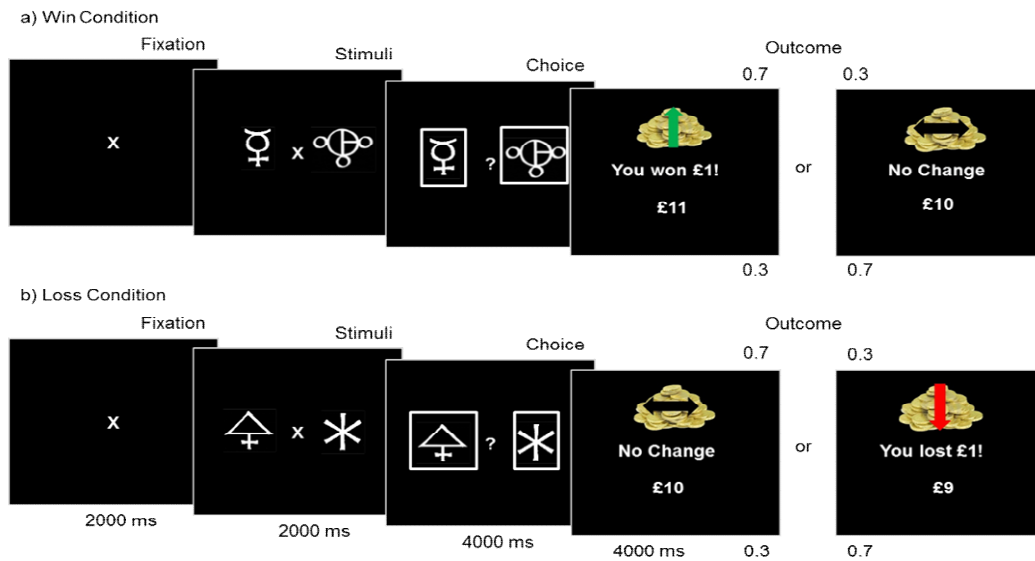 a) Win Condition
Fixation
Stimuli
Choice
Outcome
0.7
0.3
x
x
?
You won £1!
£11
or
No Change
£10
0.3
0.7
b) Loss Condition
Fixation
Stimuli
Choice
Outcome
0.7
0.3
x
x
?
No Change
£10
or
You lost £1!
£9
2000 ms
2000 ms
4000 ms
4000 ms
0.3
0.7